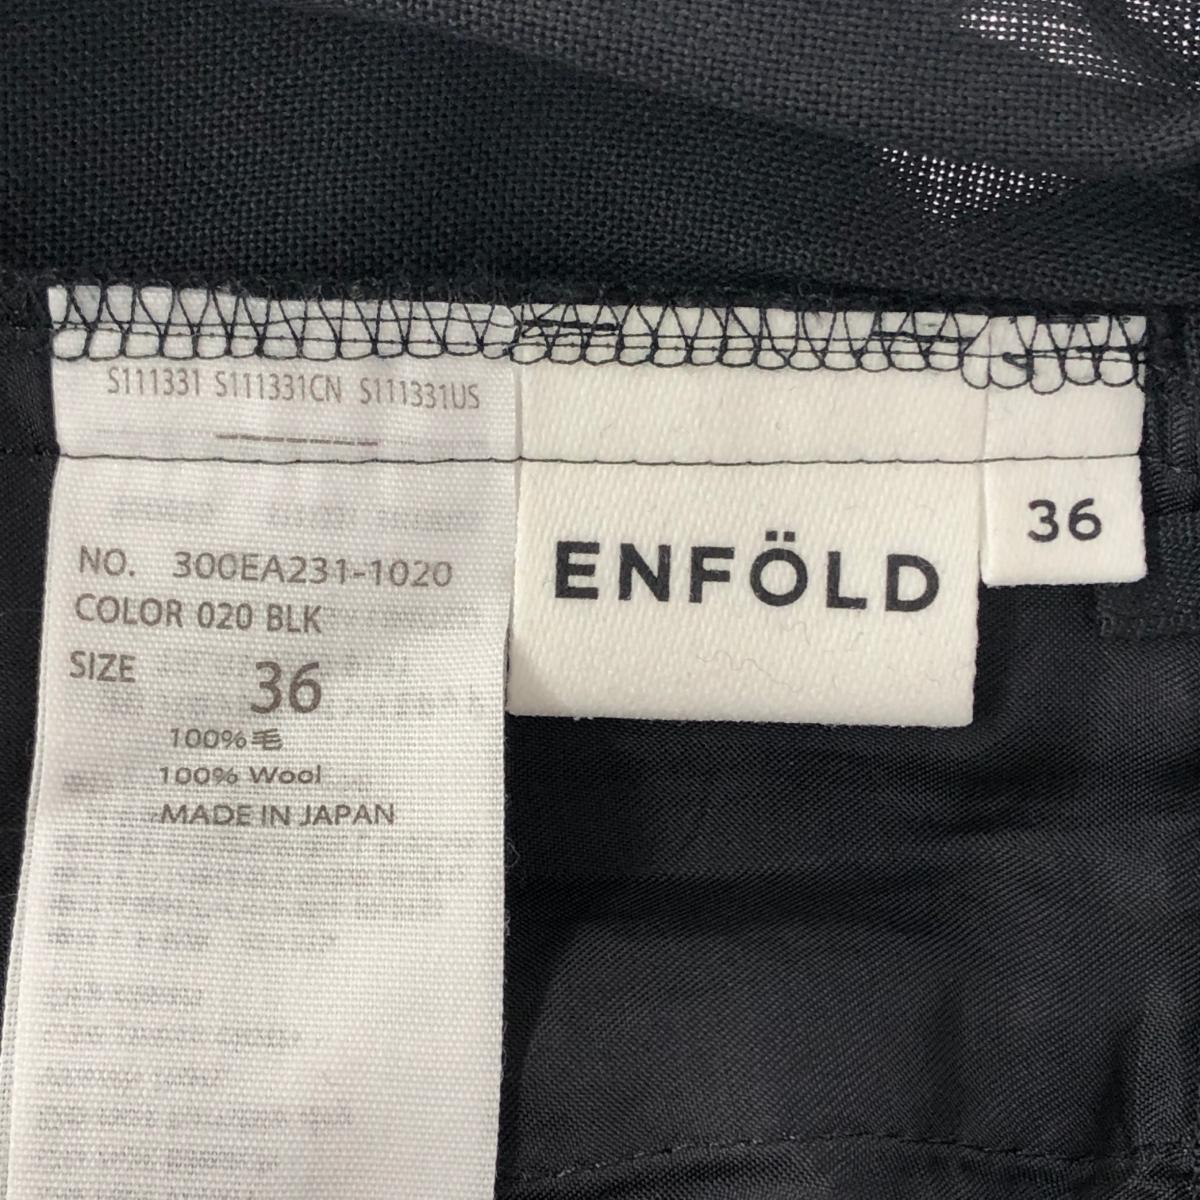 S111331 S111331CN S111331US
NO. 300EA231-1020
COLOR 020 BLK
SIZE 36
100%毛
100% Wool
MADE IN JAPAN
ENFÖLD
36